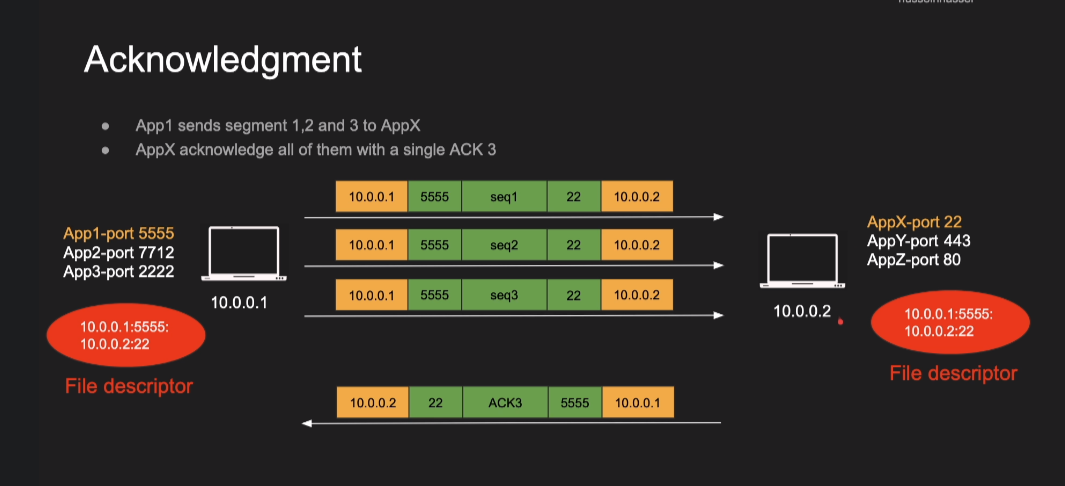 Acknowledgment
● App1 sends segment 1,2 and 3 to AppX
● AppX acknowledge all of them with a single ACK 3
10.0.0.1 5555 seq1 22 10.0.0.2
10.0.0.1 5555 seq2 22 10.0.0.2
10.0.0.1 5555 seq3 22 10.0.0.2
App1-port 5555
App2-port 7712
App3-port 2222
10.0.0.1
10.0.0.1:5555:
10.0.0.2:22
File descriptor
AppX-port 22
AppY-port 443
AppZ-port 80
10.0.0.2
10.0.0.1:5555:
10.0.0.2:22
File descriptor
10.0.0.2 22 ACK3 5555 10.0.0.1